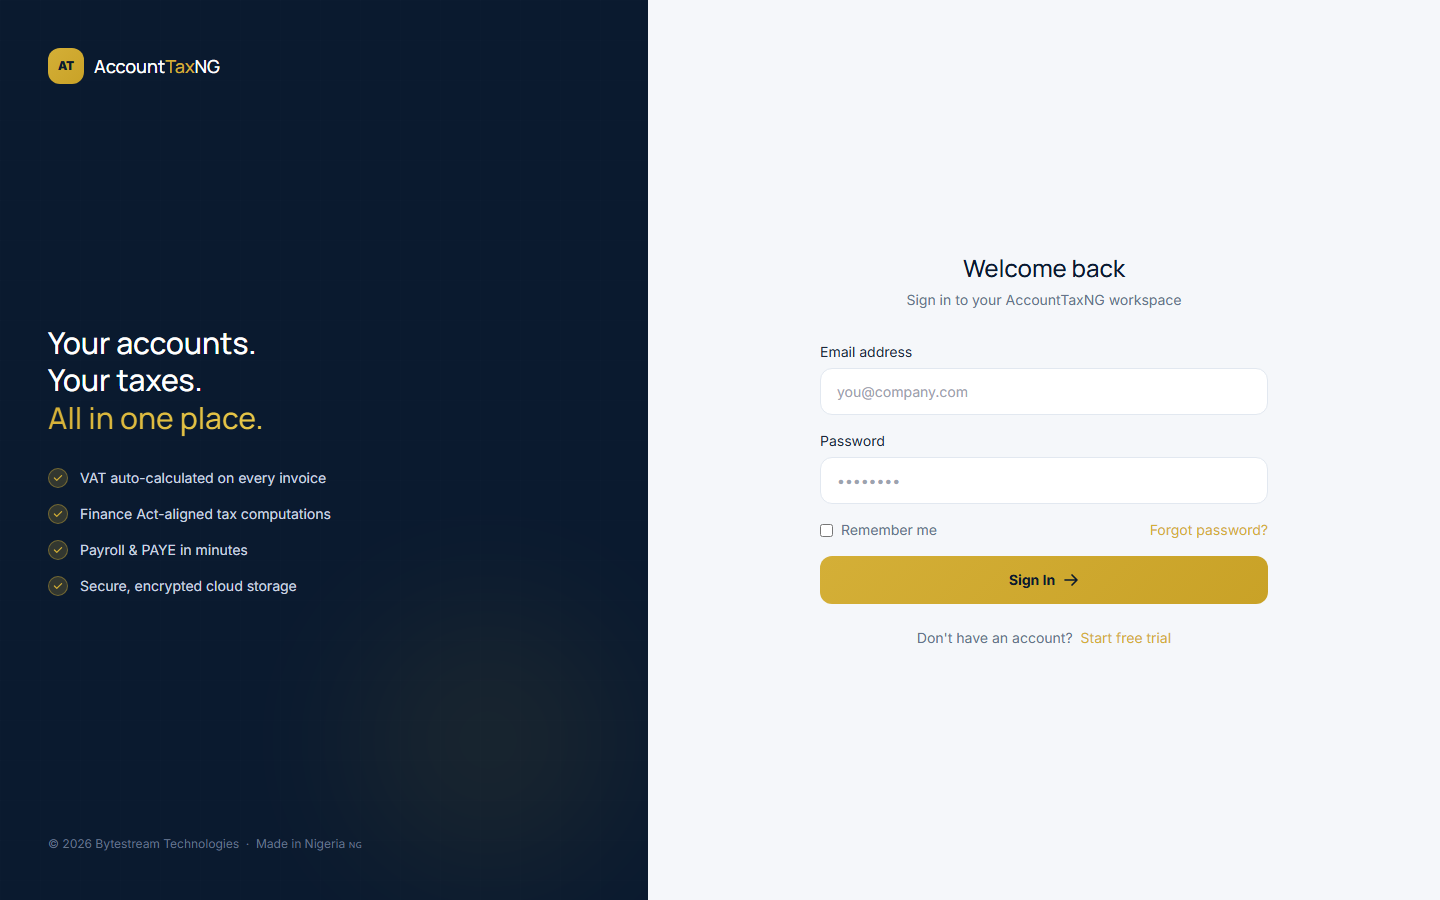 AT AccountTaxNG
Your accounts.
Your taxes.
All in one place.
VAT auto-calculated on every invoice
Finance Act-aligned tax computations
Payroll & PAYE in minutes
Secure, encrypted cloud storage
© 2026 Bytestream Technologies · Made in Nigeria NG
Welcome back
Sign in to your AccountTaxNG workspace
Email address
you@company.com
Password
••••••••
Remember me Forgot password?
Sign In →
Don't have an account? Start free trial